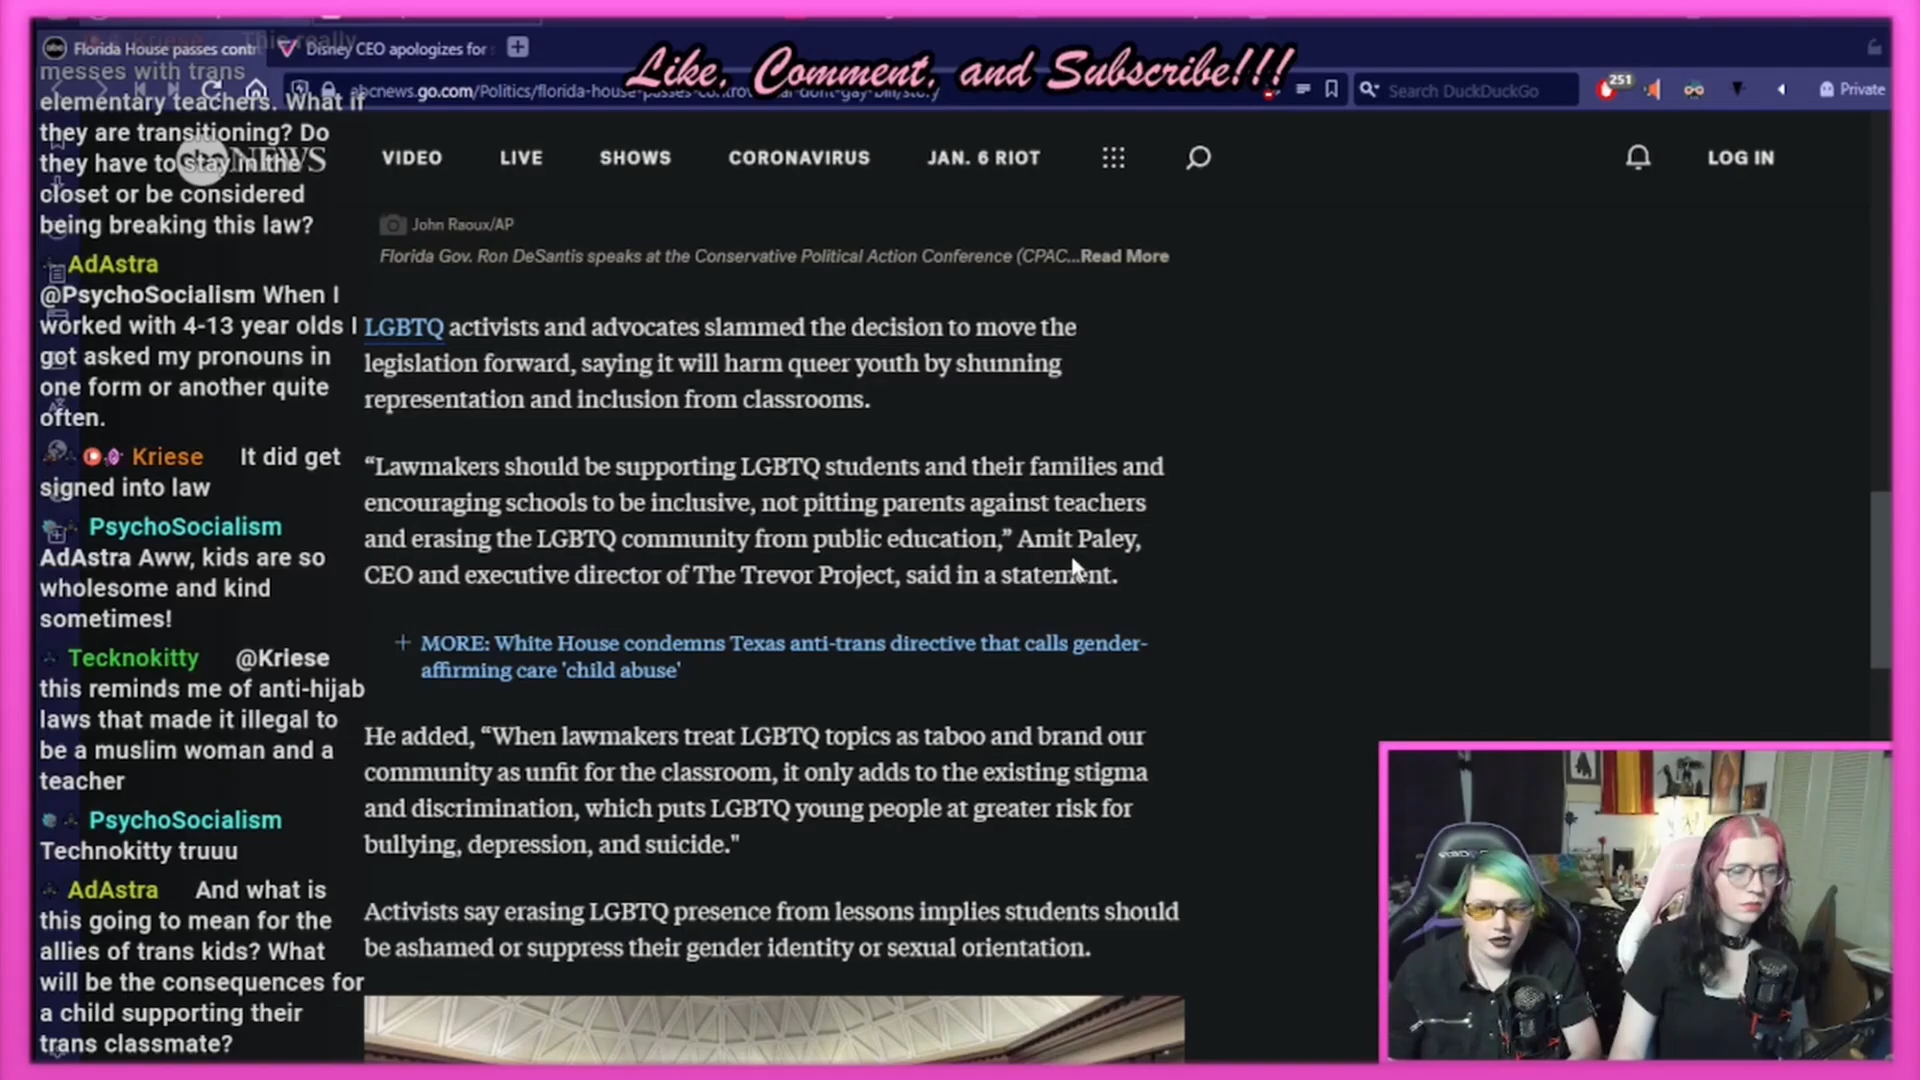 Florida House passes cont
Disney CEO apologizes for
Like, Comment, and Subscribe!!!
abcnews.go.com/Politics/florida-house-passes-controv
Search DuckDuckGo
251
Private
NEWS
VIDEO
LIVE
SHOWS
CORONAVIRUS
JAN. 6 RIOT
LOG IN
This really
messes with trans
elementary teachers. What if
they are transitioning? Do
they have to stay in the
closet or be considered
being breaking this law?
AdAstra
@PsychoSocialism When I
worked with 4-13 year olds I
got asked my pronouns in
one form or another quite
often.
Kriese It did get
signed into law
PsychoSocialism
AdAstra Aww, kids are so
wholesome and kind
sometimes!
Tecknokitty @Kriese
this reminds me of anti-hijab
laws that made it illegal to
be a muslim woman and a
teacher
PsychoSocialism
Technokitty truuu
AdAstra And what is
this going to mean for the
allies of trans kids? What
will be the consequences for
a child supporting their
trans classmate?
John Raoux/AP
Florida Gov. Ron DeSantis speaks at the Conservative Political Action Conference (CPAC...Read More
LGBTQ activists and advocates slammed the decision to move the
legislation forward, saying it will harm queer youth by shunning
representation and inclusion from classrooms.
“Lawmakers should be supporting LGBTQ students and their families and
encouraging schools to be inclusive, not pitting parents against teachers
and erasing the LGBTQ community from public education,” Amit Paley,
CEO and executive director of The Trevor Project, said in a statement.
+ MORE: White House condemns Texas anti-trans directive that calls gender-
affirming care 'child abuse'
He added, “When lawmakers treat LGBTQ topics as taboo and brand our
community as unfit for the classroom, it only adds to the existing stigma
and discrimination, which puts LGBTQ young people at greater risk for
bullying, depression, and suicide."
Activists say erasing LGBTQ presence from lessons implies students should
be ashamed or suppress their gender identity or sexual orientation.